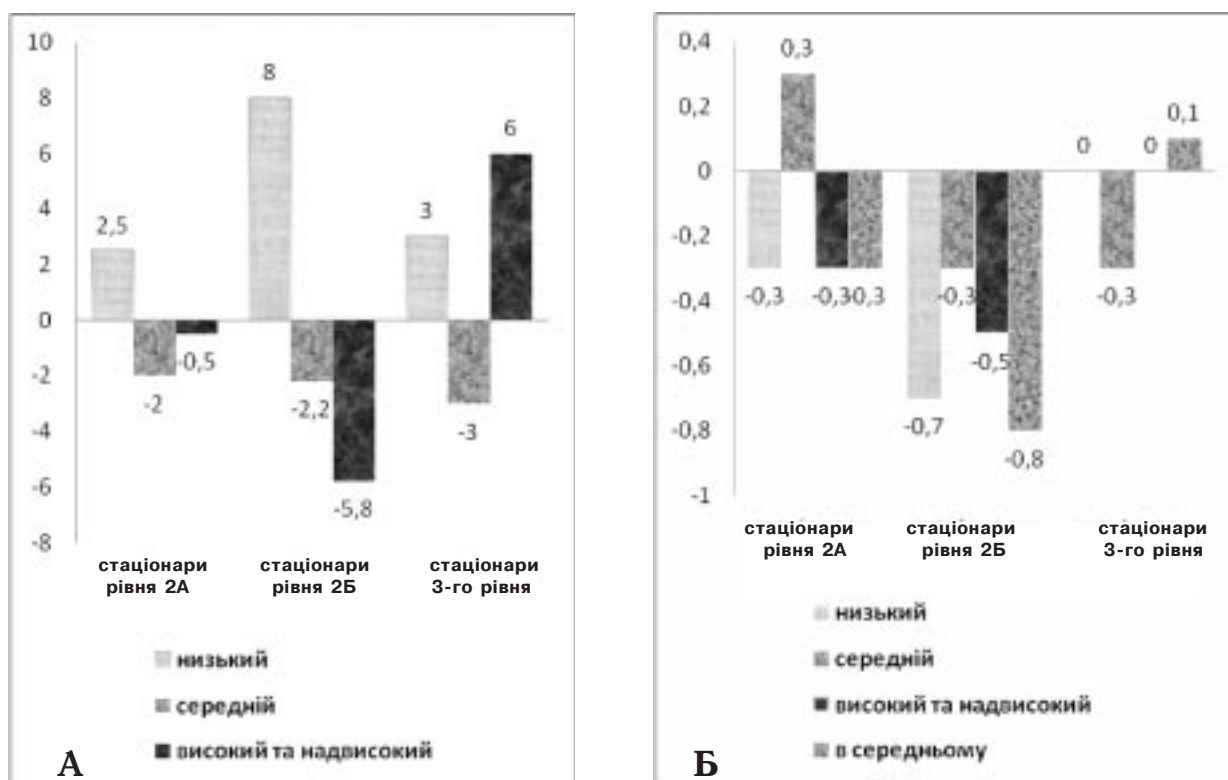 10
8
6
4
2
0
-2
-4
-6
-8
2,5
-2
-0,5
8
-2,2
-5,8
3
-3
6
стаціонари
рівня 2А
стаціонари
рівня 2Б
стаціонари
3-го рівня
низький
середній
високий та надвисокий
А
0,4
0,2
0
-0,2
-0,4
-0,6
-0,8
-1
-0,3
0,3
-0,3
-0,3
-0,7
-0,3
-0,5
-0,8
0
-0,3
0
0,1
стаціонари
рівня 2А
стаціонари
рівня 2Б
стаціонари
3-го рівня
низький
середній
високий та надвисокий
в середньому
Б